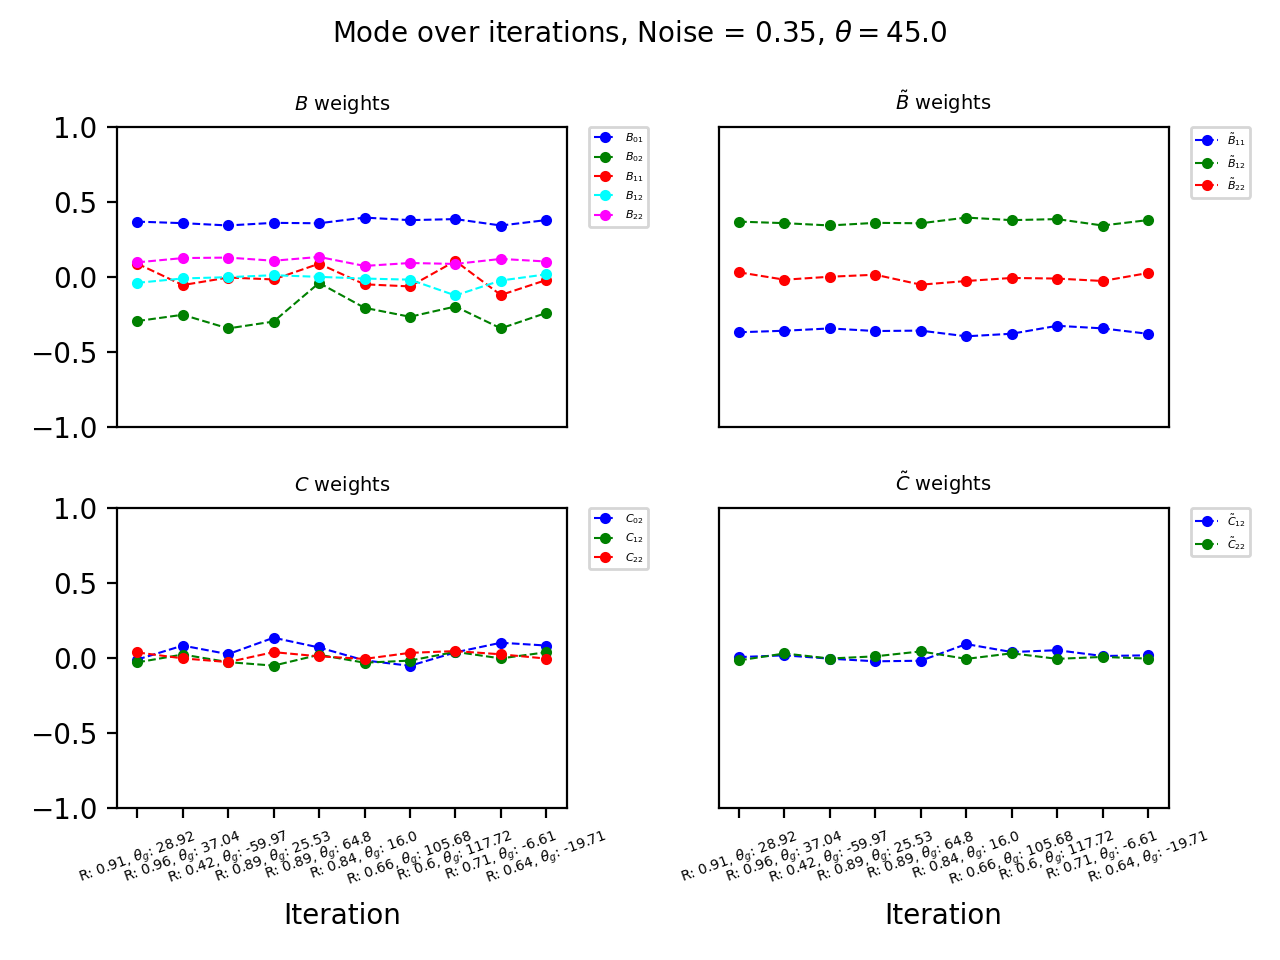 Mode over iterations, Noise = 0.35, θ = 45.0
B weights
1.0
0.5
0.0
−0.5
−1.0
B₀₁
B₀₂
B₁₁
B₁₂
B₂₂
B̃ weights
B̃₁₁
B̃₁₂
B̃₂₂
C weights
1.0
0.5
0.0
−0.5
−1.0
C₀₂
C₁₂
C₂₂
R: 0.91, θg: 28.92
R: 0.96, θg: 37.04
R: 0.42, θg: -59.97
R: 0.89, θg: 25.53
R: 0.89, θg: 64.8
R: 0.84, θg: 16.0
R: 0.66, θg: 105.68
R: 0.6, θg: 117.72
R: 0.71, θg: -6.61
R: 0.64, θg: -19.71
Iteration
C̃ weights
C̃₁₂
C̃₂₂
R: 0.91, θg: 28.92
R: 0.96, θg: 37.04
R: 0.42, θg: -59.97
R: 0.89, θg: 25.53
R: 0.89, θg: 64.8
R: 0.84, θg: 16.0
R: 0.66, θg: 105.68
R: 0.6, θg: 117.72
R: 0.71, θg: -6.61
R: 0.64, θg: -19.71
Iteration